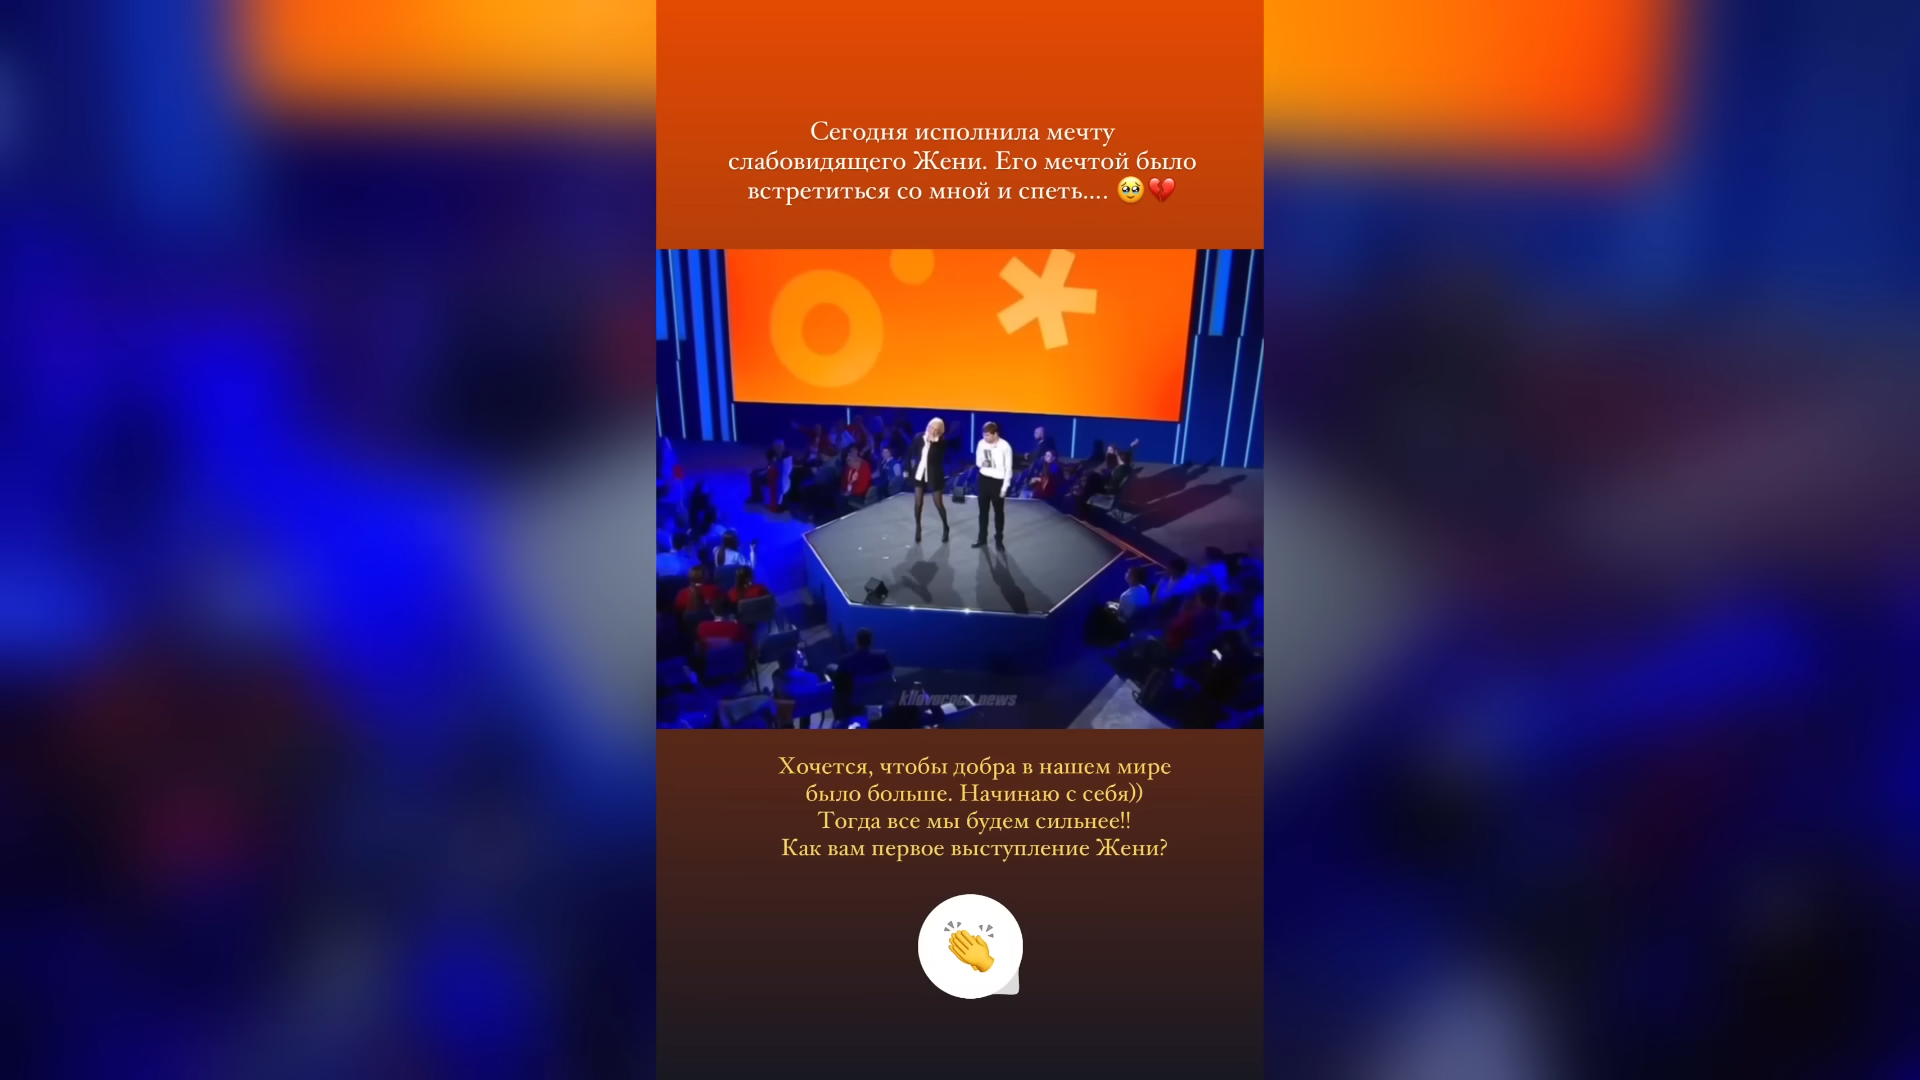 Сегодня исполнила мечту
слабовидящего Жени. Его мечтой было
встретиться со мной и спеть.... 🥹💔
Хочется, чтобы добра в нашем мире
было больше. Начинаю с себя))
Тогда все мы будем сильнее!!
Как вам первое выступление Жени?